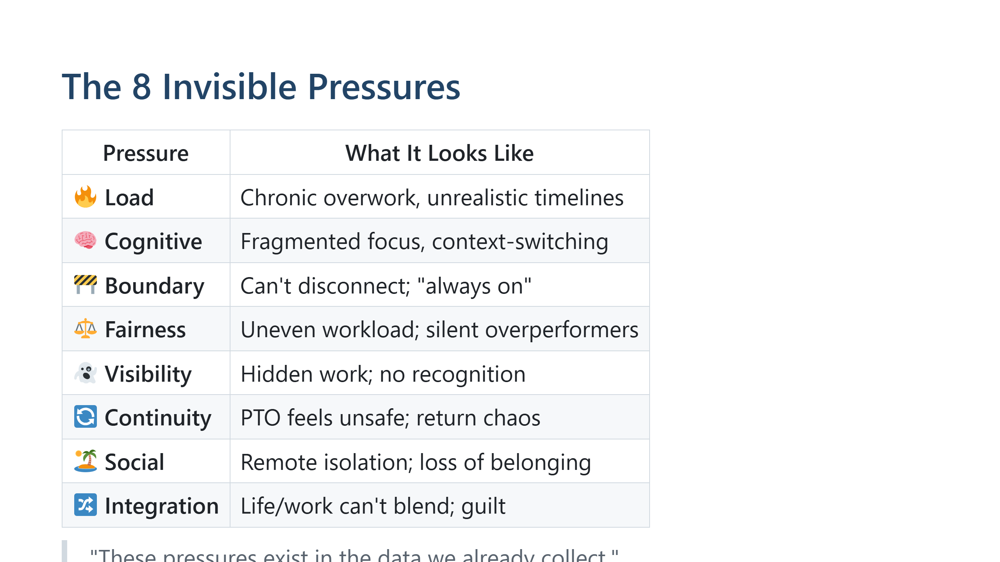 The 8 Invisible Pressures
Pressure What It Looks Like
🔥 Load Chronic overwork, unrealistic timelines
🧠 Cognitive Fragmented focus, context-switching
🚧 Boundary Can't disconnect; "always on"
⚖️ Fairness Uneven workload; silent overperformers
👻 Visibility Hidden work; no recognition
🔄 Continuity PTO feels unsafe; return chaos
🏝️ Social Remote isolation; loss of belonging
🔀 Integration Life/work can't blend; guilt
"These pressures exist in the data we already collect."